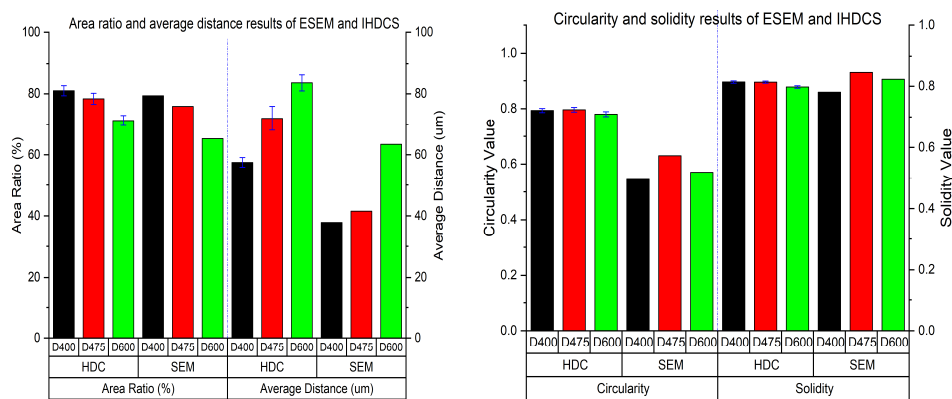 Area ratio and average distance results of ESEM and IHDCS
Area Ratio (%)
100
80
60
40
20
0
100
80
60
40
20
0
Average Distance (um)
D400 D475 D600 D400 D475 D600 D400 D475 D600 D400 D475 D600
HDC SEM HDC SEM
Area Ratio (%) Average Distance (um)
Circularity and solidity results of ESEM and IHDCS
Circularity Value
1.0
0.8
0.6
0.4
0.2
0.0
1.0
0.8
0.6
0.4
0.2
0.0
Solidity Value
D400 D475 D600 D400 D475 D600 D400 D475 D600 D400 D475 D600
HDC SEM HDC SEM
Circularity Solidity